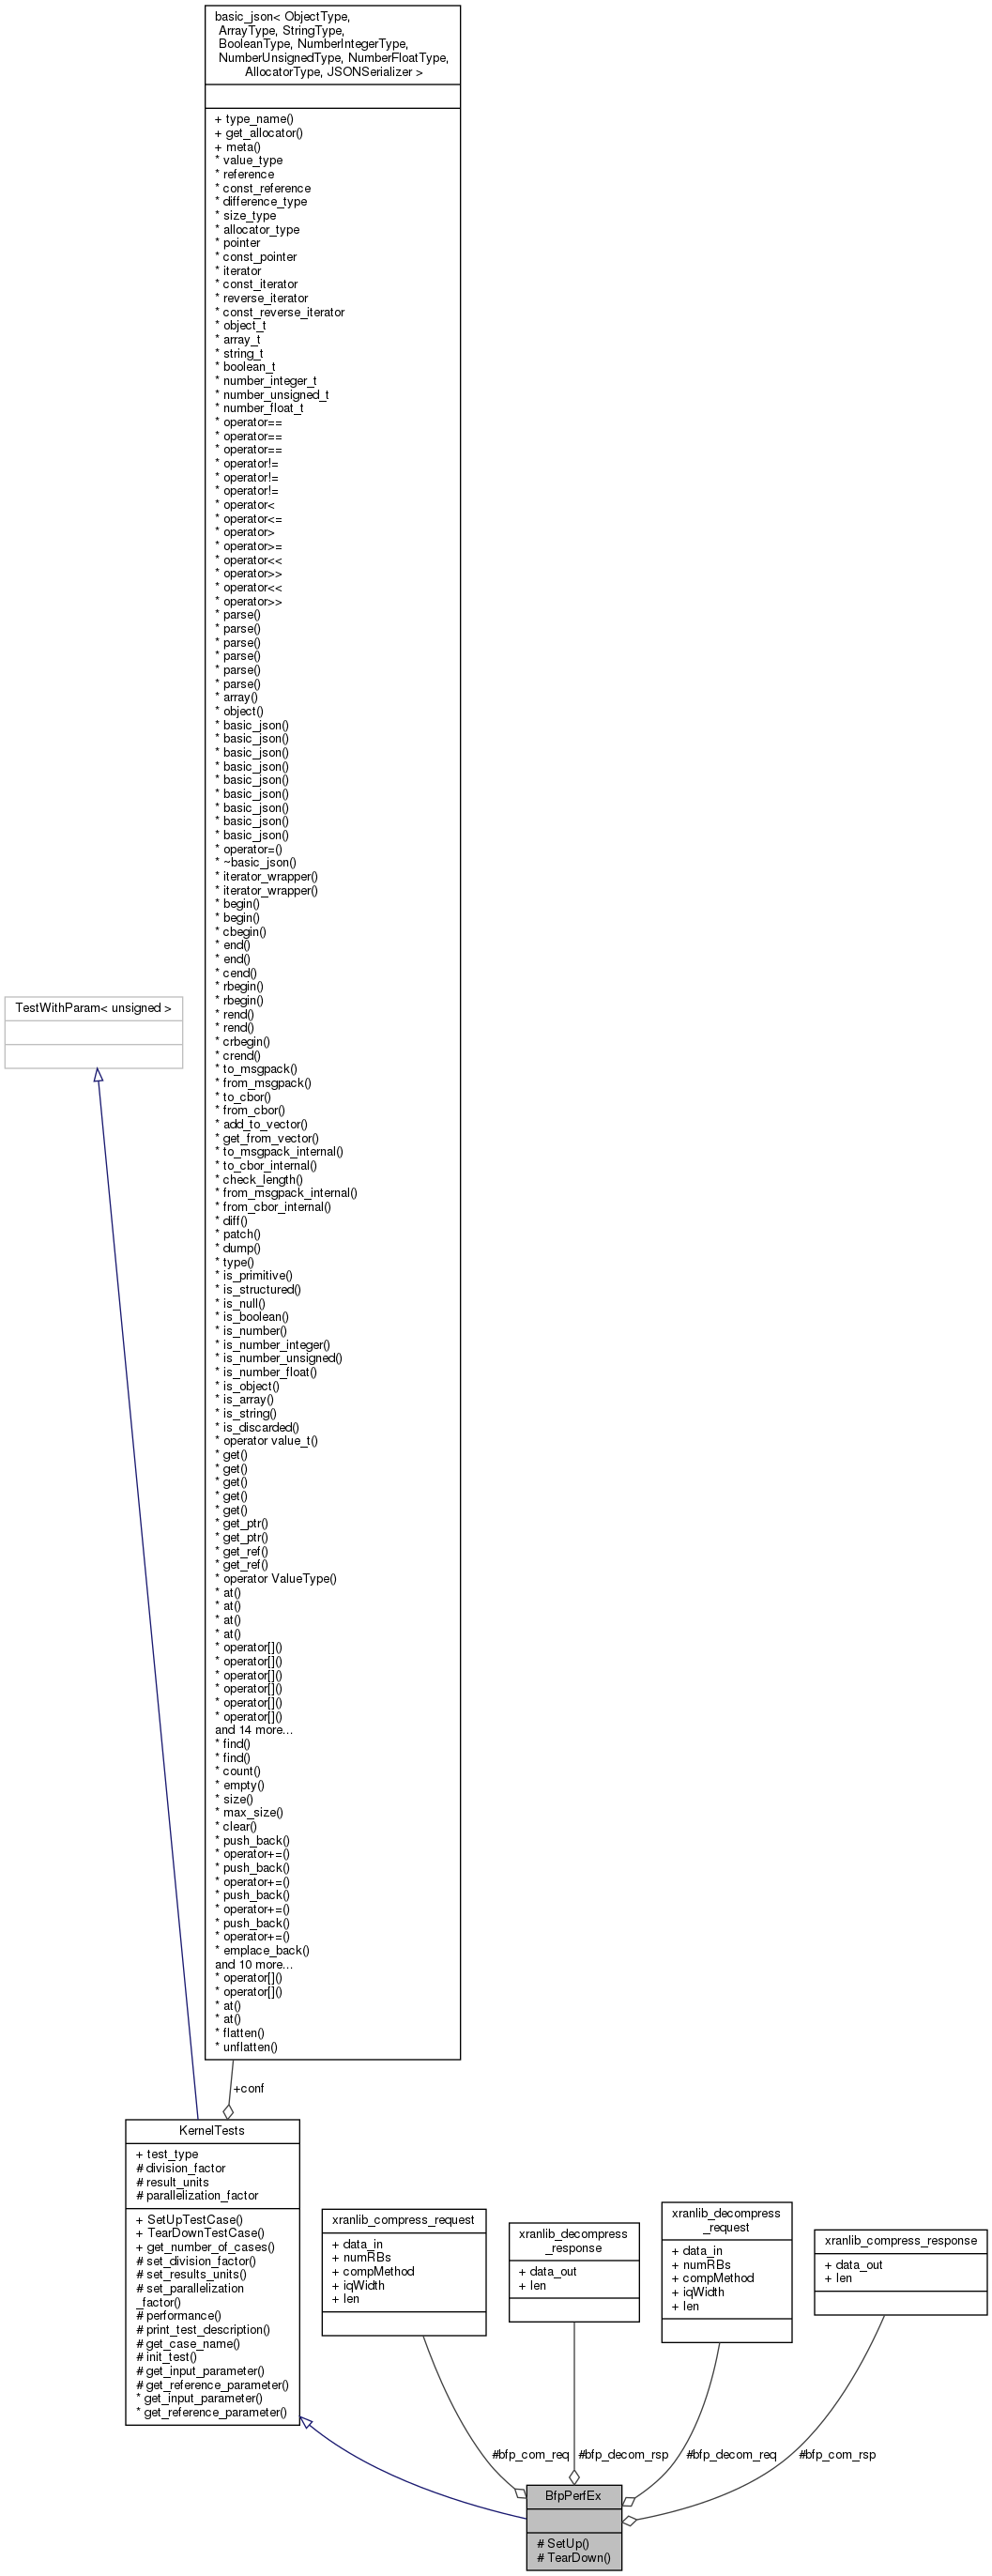 basic_json< ObjectType,
ArrayType, StringType,
BooleanType, NumberIntegerType,
NumberUnsignedType, NumberFloatType,
AllocatorType, JSONSerializer >
+ type_name()
+ get_allocator()
+ meta()
* value_type
* reference
* const_reference
* difference_type
* size_type
* allocator_type
* pointer
* const_pointer
* iterator
* const_iterator
* reverse_iterator
* const_reverse_iterator
* object_t
* array_t
* string_t
* boolean_t
* number_integer_t
* number_unsigned_t
* number_float_t
* operator==
* operator==
* operator==
* operator!=
* operator!=
* operator!=
* operator<
* operator<=
* operator>
* operator>=
* operator<<
* operator>>
* operator<<
* operator>>
* parse()
* parse()
* parse()
* parse()
* parse()
* parse()
* array()
* object()
* basic_json()
* basic_json()
* basic_json()
* basic_json()
* basic_json()
* basic_json()
* basic_json()
* basic_json()
* basic_json()
* operator=()
* ~basic_json()
* iterator_wrapper()
* iterator_wrapper()
* begin()
* begin()
* cbegin()
* end()
* end()
* cend()
* rbegin()
* rbegin()
* rend()
* rend()
* crbegin()
* crend()
* to_msgpack()
* from_msgpack()
* to_cbor()
* from_cbor()
* add_to_vector()
* get_from_vector()
* to_msgpack_internal()
* to_cbor_internal()
* check_length()
* from_msgpack_internal()
* from_cbor_internal()
* diff()
* patch()
* dump()
* type()
* is_primitive()
* is_structured()
* is_null()
* is_boolean()
* is_number()
* is_number_integer()
* is_number_unsigned()
* is_number_float()
* is_object()
* is_array()
* is_string()
* is_discarded()
* operator value_t()
* get()
* get()
* get()
* get()
* get()
* get_ptr()
* get_ptr()
* get_ref()
* get_ref()
* operator ValueType()
* at()
* at()
* at()
* at()
* operator[]()
* operator[]()
* operator[]()
* operator[]()
* operator[]()
* operator[]()
and 14 more...
* find()
* find()
* count()
* empty()
* size()
* max_size()
* clear()
* push_back()
* operator+=()
* push_back()
* operator+=()
* push_back()
* operator+=()
* push_back()
* operator+=()
* emplace_back()
and 10 more...
* operator[]()
* operator[]()
* at()
* at()
* flatten()
* unflatten()
TestWithParam< unsigned >
+conf
KernelTests
+ test_type
# division_factor
# result_units
# parallelization_factor
+ SetUpTestCase()
+ TearDownTestCase()
+ get_number_of_cases()
# set_division_factor()
# set_results_units()
# set_parallelization
_factor()
# performance()
# print_test_description()
# get_case_name()
# init_test()
# get_input_parameter()
# get_reference_parameter()
* get_input_parameter()
* get_reference_parameter()
xranlib_compress_request
+ data_in
+ numRBs
+ compMethod
+ iqWidth
+ len
xranlib_decompress
_response
+ data_out
+ len
xranlib_decompress
_request
+ data_in
+ numRBs
+ compMethod
+ iqWidth
+ len
xranlib_compress_response
+ data_out
+ len
#bfp_com_req
#bfp_decom_rsp
#bfp_decom_req
#bfp_com_rsp
BfpPerfEx
# SetUp()
# TearDown()